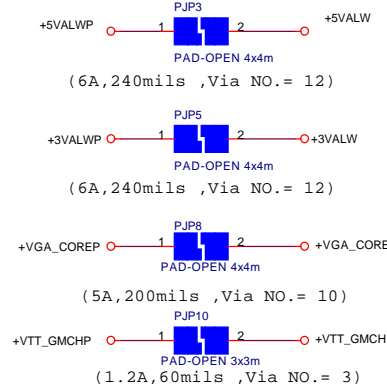 PJP3
+5VALWP 1 2 +5VALW
PAD-OPEN 4x4m
(6A,240mils ,Via NO.= 12)
PJP5
+3VALWP 1 2 +3VALW
PAD-OPEN 4x4m
(6A,240mils ,Via NO.= 12)
PJP8
+VGA_COREP 1 2 +VGA_CORE
PAD-OPEN 4x4m
(5A,200mils ,Via NO.= 10)
PJP10
+VTT_GMCHP 1 2 +VTT_GMCH
PAD-OPEN 3x3m
(1.2A,60mils ,Via NO.= 3)